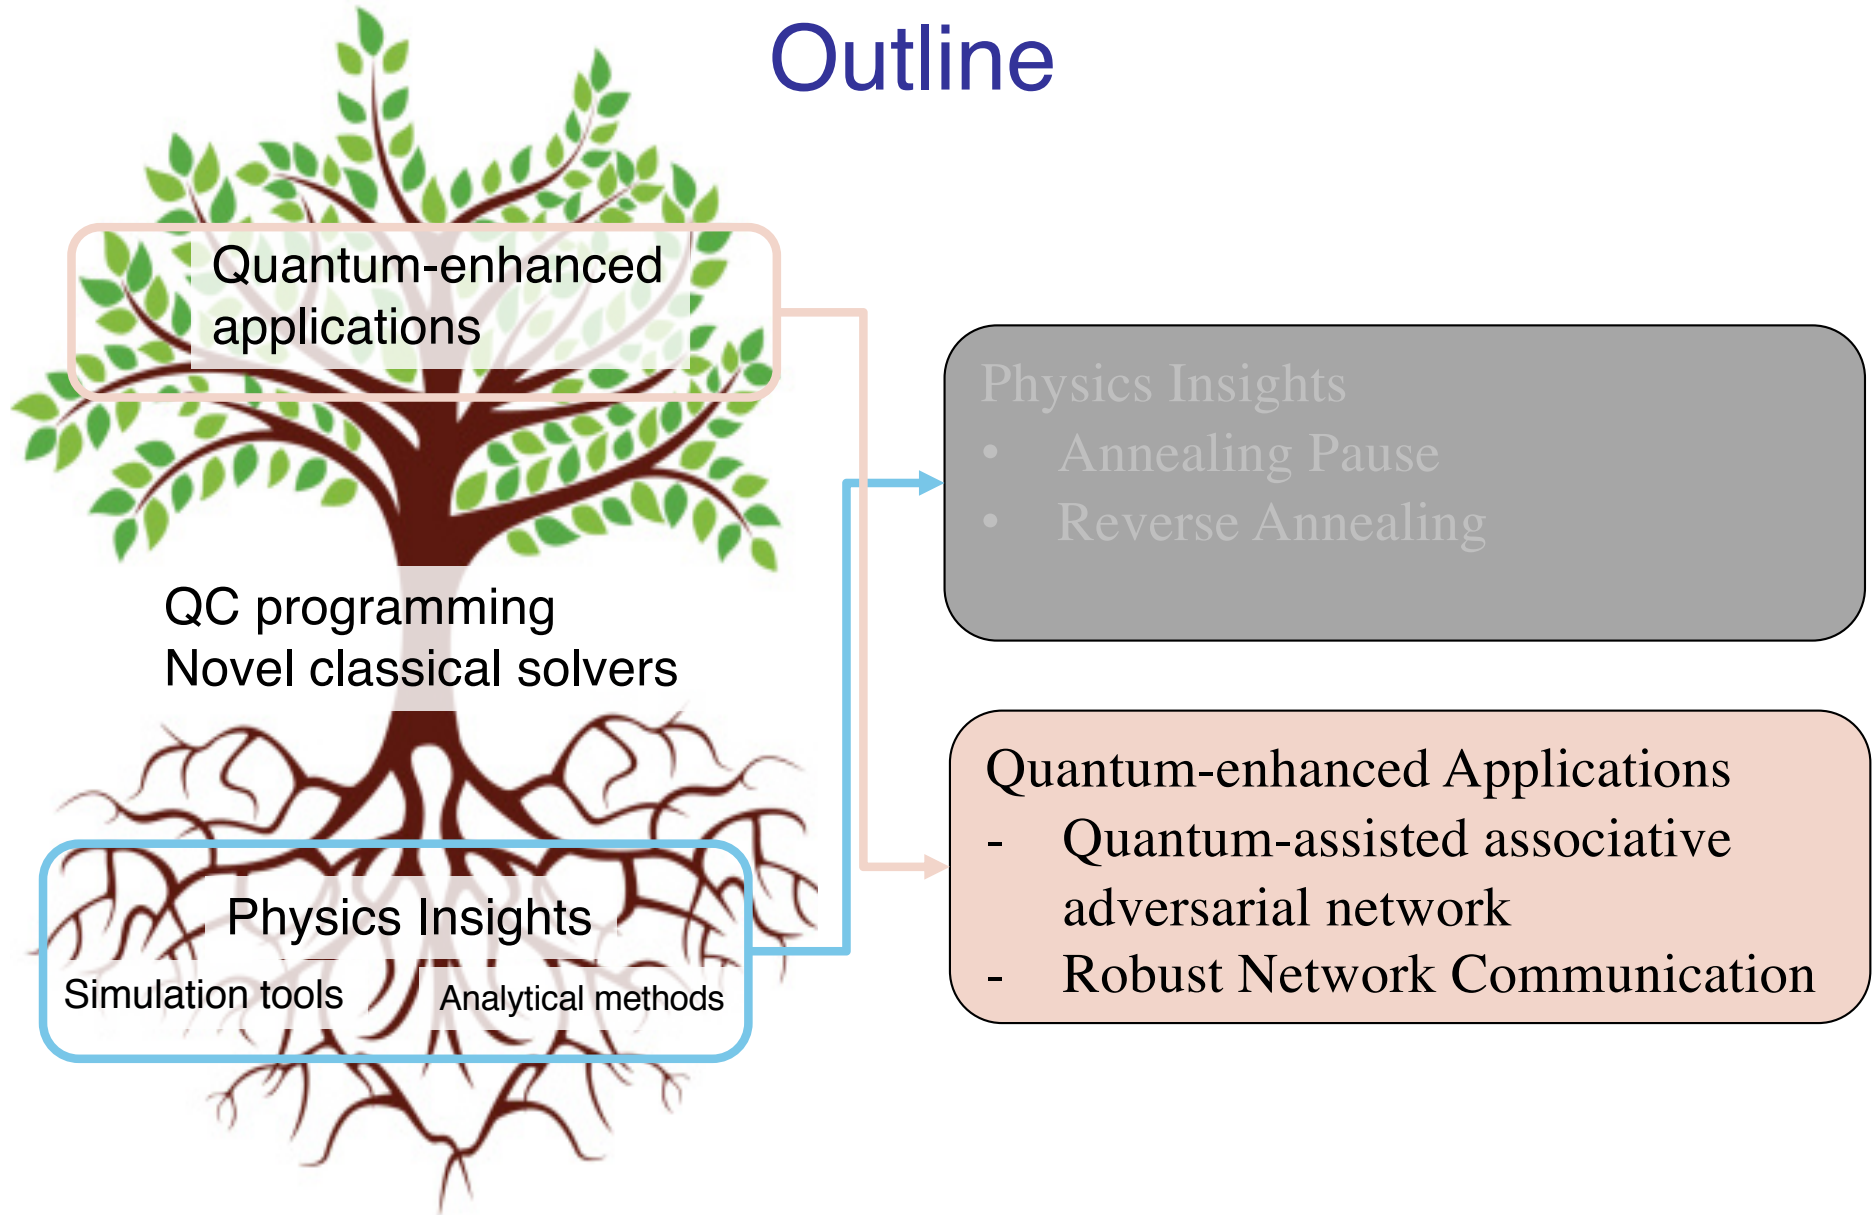 Outline
Quantum-enhanced
applications
QC programming
Novel classical solvers
Physics Insights
Simulation tools
Analytical methods
Physics Insights
• Annealing Pause
• Reverse Annealing
Quantum-enhanced Applications
- Quantum-assisted associative
adversarial network
- Robust Network Communication